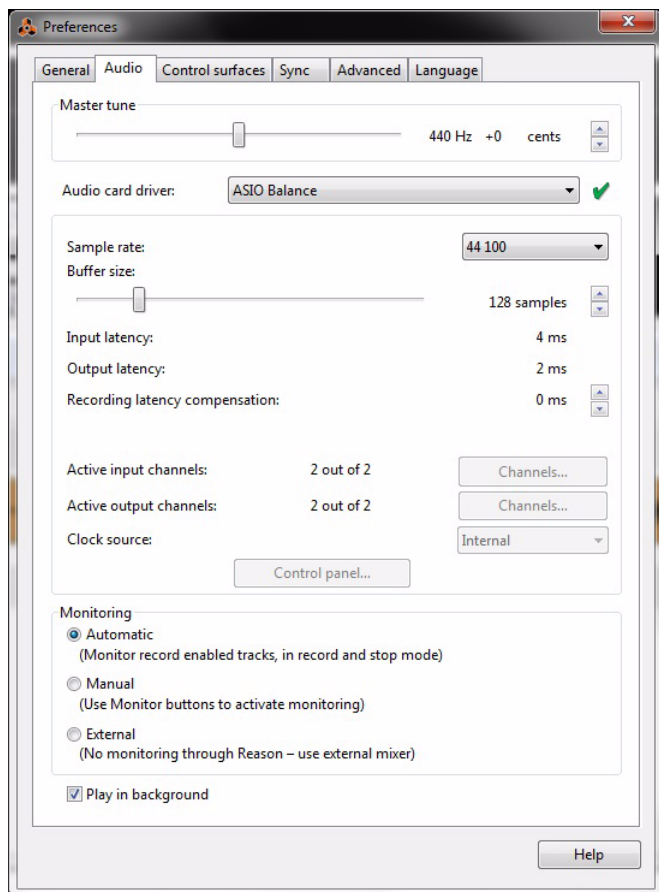 Preferences
General Audio Control surfaces Sync Advanced Language
Master tune
440 Hz +0 cents
Audio card driver: ASIO Balance
Sample rate: 44 100
Buffer size:
128 samples
Input latency: 4 ms
Output latency: 2 ms
Recording latency compensation: 0 ms
Active input channels: 2 out of 2 Channels...
Active output channels: 2 out of 2 Channels...
Clock source: Internal
Control panel...
Monitoring
Automatic
(Monitor record enabled tracks, in record and stop mode)
Manual
(Use Monitor buttons to activate monitoring)
External
(No monitoring through Reason – use external mixer)
Play in background
Help